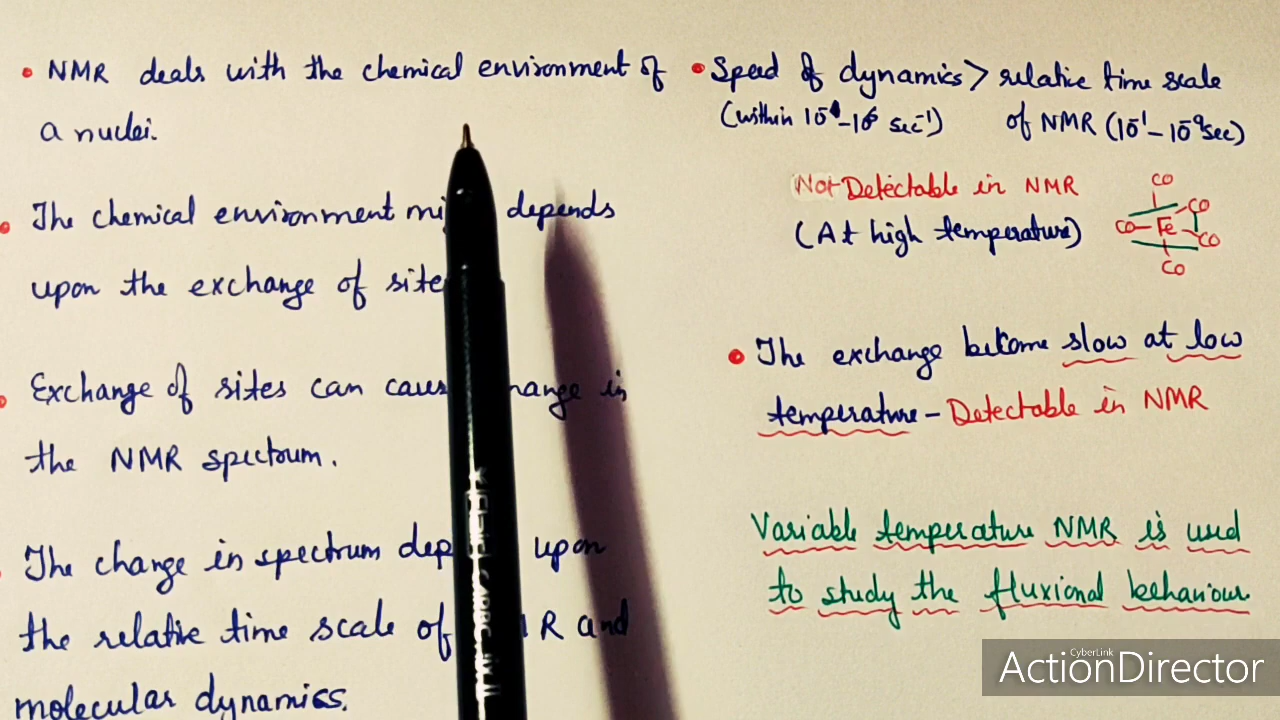 • NMR deals with the chemical environment of
a nuclei.
• The chemical environment depends
upon the exchange of
• Exchange of sites can in
the NMR spectrum.
The change in spectrum upon
the relative time scale of and
molecular dynamics.
• Speed of dynamics > relative time scale
(within sec⁻¹) of NMR (10⁻¹ – 10⁻⁹ sec)
Not Detectable in NMR
(At high temperature)
CO
CO
CO Fe
CO
CO
• The exchange become slow at low
temperature – Detectable in NMR
Variable temperature NMR is used
to study the fluxional behaviour
CyberLink
ActionDirector